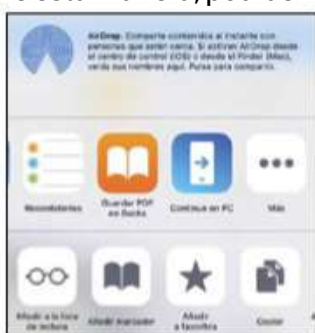 AirDrop. Comparte contenidos al instante con
personas que estén cerca. Si activan AirDrop desde
el centro de control (iOS) o desde el Finder (Mac),
verás sus nombres aquí. Pulsa para compartir.
Recordatorios
Guardar PDF
en Books
Continue en PC
Más
Añadir a la lista
de lectura
Añadir marcador
Añadir
a favoritos
Copiar